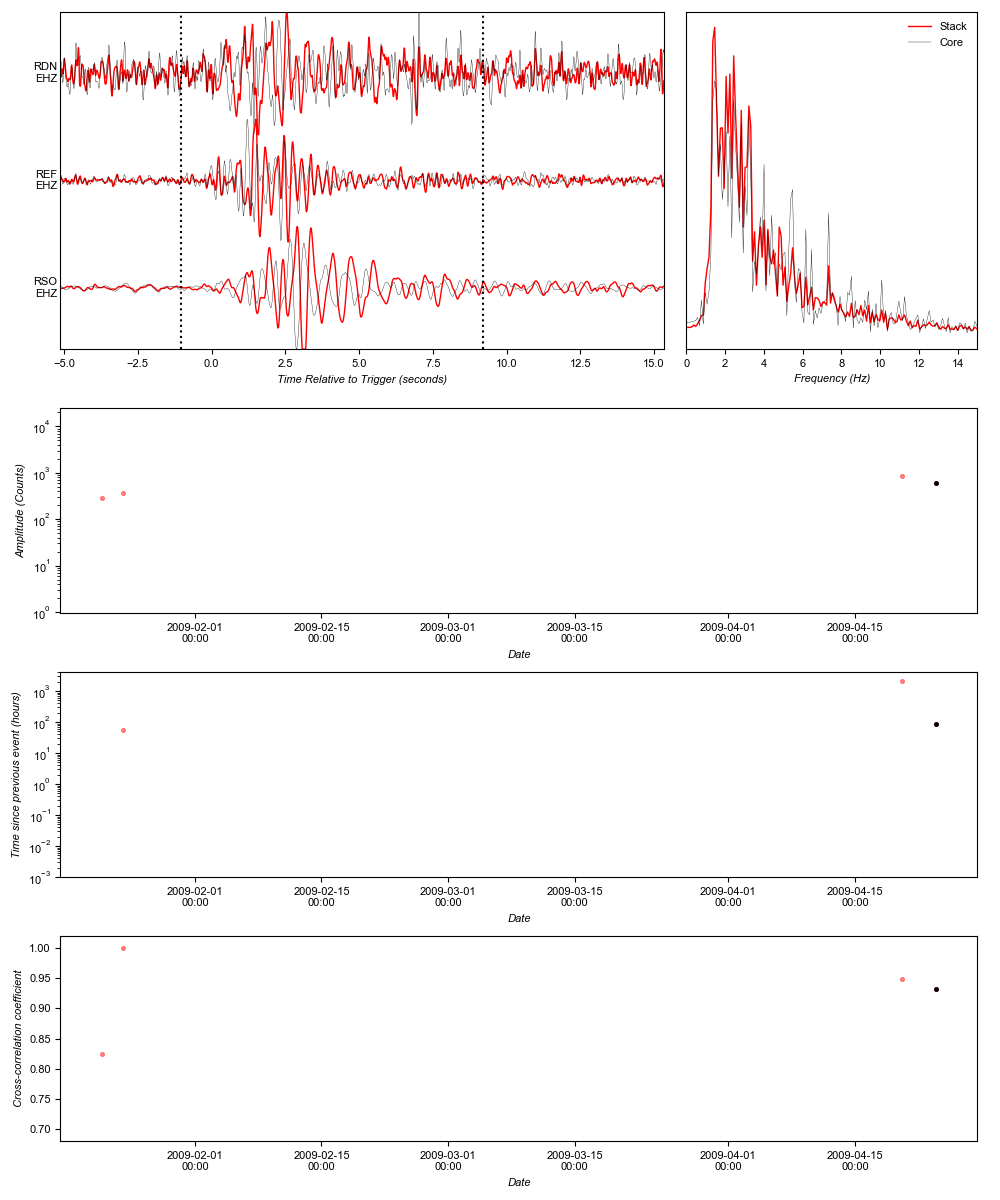 RDN
EHZ
REF
EHZ
RSO
EHZ
−5.0 −2.5 0.0 2.5 5.0 7.5 10.0 12.5 15.0
Time Relative to Trigger (seconds)
Stack
Core
0 2 4 6 8 10 12 14
Frequency (Hz)
10^4
10^3
10^2
10^1
10^0
Amplitude (Counts)
2009-02-01 2009-02-15 2009-03-01 2009-03-15 2009-04-01 2009-04-15
00:00 00:00 00:00 00:00 00:00 00:00
Date
10^3
10^2
10^1
10^0
10^−1
10^−2
10^−3
Time since previous event (hours)
2009-02-01 2009-02-15 2009-03-01 2009-03-15 2009-04-01 2009-04-15
00:00 00:00 00:00 00:00 00:00 00:00
Date
1.00
0.95
0.90
0.85
0.80
0.75
0.70
Cross-correlation coefficient
2009-02-01 2009-02-15 2009-03-01 2009-03-15 2009-04-01 2009-04-15
00:00 00:00 00:00 00:00 00:00 00:00
Date